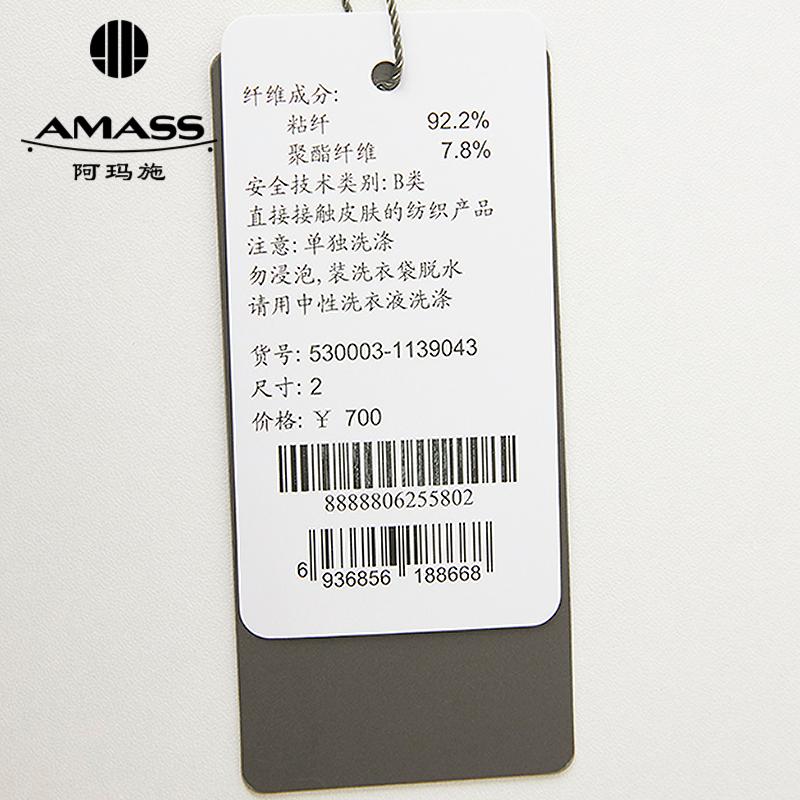 AMASS
阿玛施
纤维成分:
粘纤 92.2%
聚酯纤维 7.8%
安全技术类别: B类
直接接触皮肤的纺织产品
注意: 单独洗涤
勿浸泡, 装洗衣袋脱水
请用中性洗衣液洗涤
货号: 530003-1139043
尺寸: 2
价格: ¥ 700
8888806255802
6 936856 188668